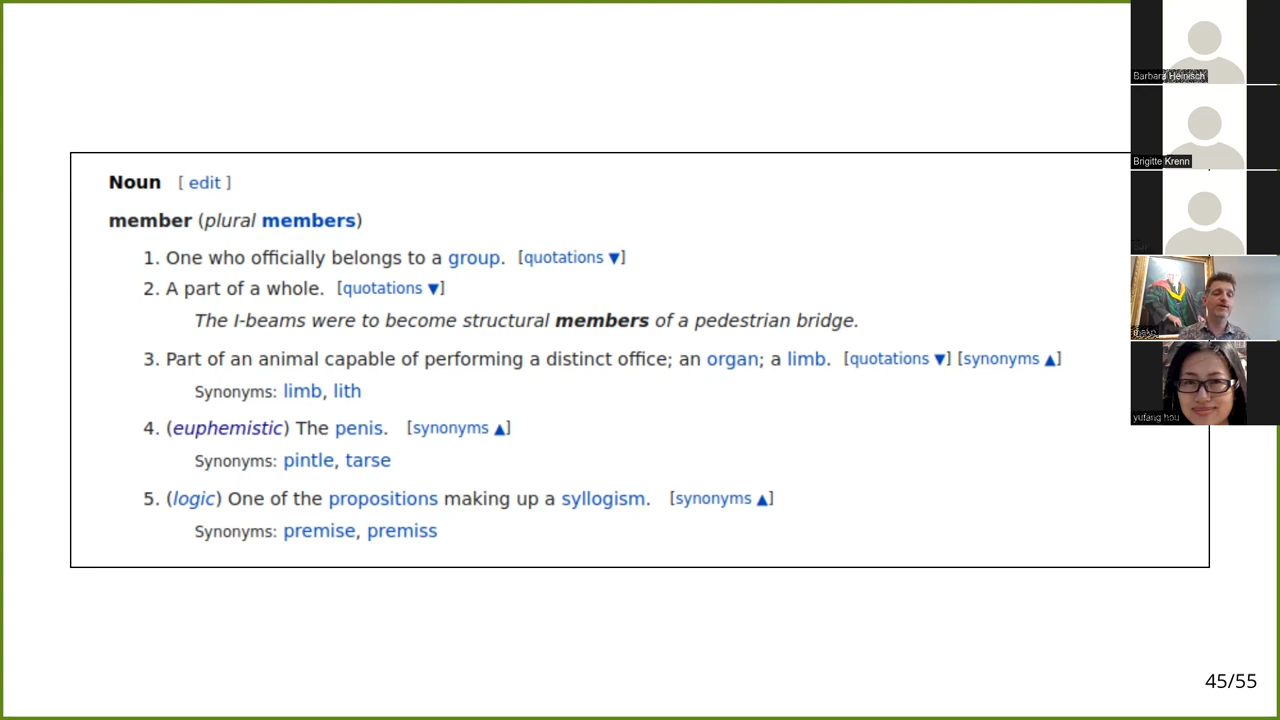 Noun [ edit ]
member (plural members)
1. One who officially belongs to a group. [quotations ▼]
2. A part of a whole. [quotations ▼]
The I-beams were to become structural members of a pedestrian bridge.
3. Part of an animal capable of performing a distinct office; an organ; a limb. [quotations ▼] [synonyms ▲]
Synonyms: limb, lith
4. (euphemistic) The penis. [synonyms ▲]
Synonyms: pintle, tarse
5. (logic) One of the propositions making up a syllogism. [synonyms ▲]
Synonyms: premise, premiss
Barbara Heinisch
Brigitte Krenn
yufang hou
45/55